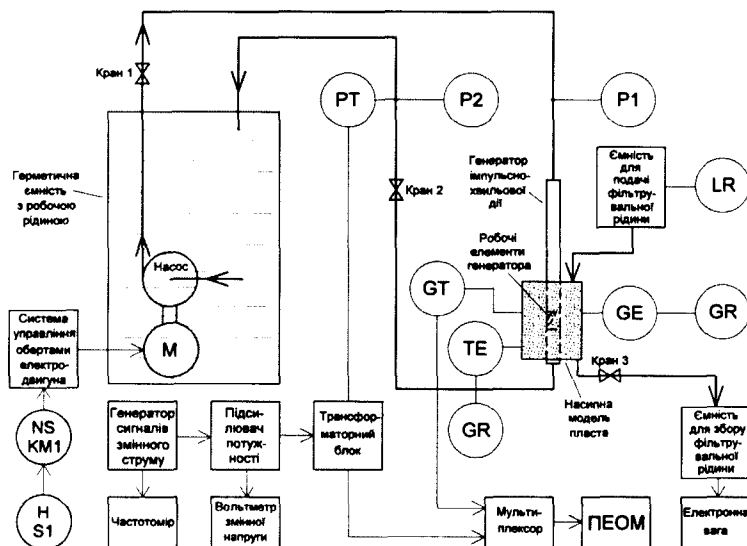 Кран 1
PT
P2
P1
Герметична
ємність
з робочою
рідиною
Кран 2
Генератор
імпульсно-
хвильової
дії
Ємність
для
подачі
фільтру-
вальної
рідини
LR
Робочі
елементи
генератора
Насос
GT
GE
GR
M
TE
Кран 3
Система
управління
обертами
електро-
двигуна
GR
Насипна
модель
пласта
NS
KM1
Генератор
сигналів
змінного
струму
Підси-
лювач
потуж-
ності
Трансфор-
маторний
блок
Ємність
для збору
фільтру-
вальної
рідини
H
S1
Частотомір
Вольтметр
змінної
напруги
Мульти-
плексор
ПЕОМ
Електронна
вага